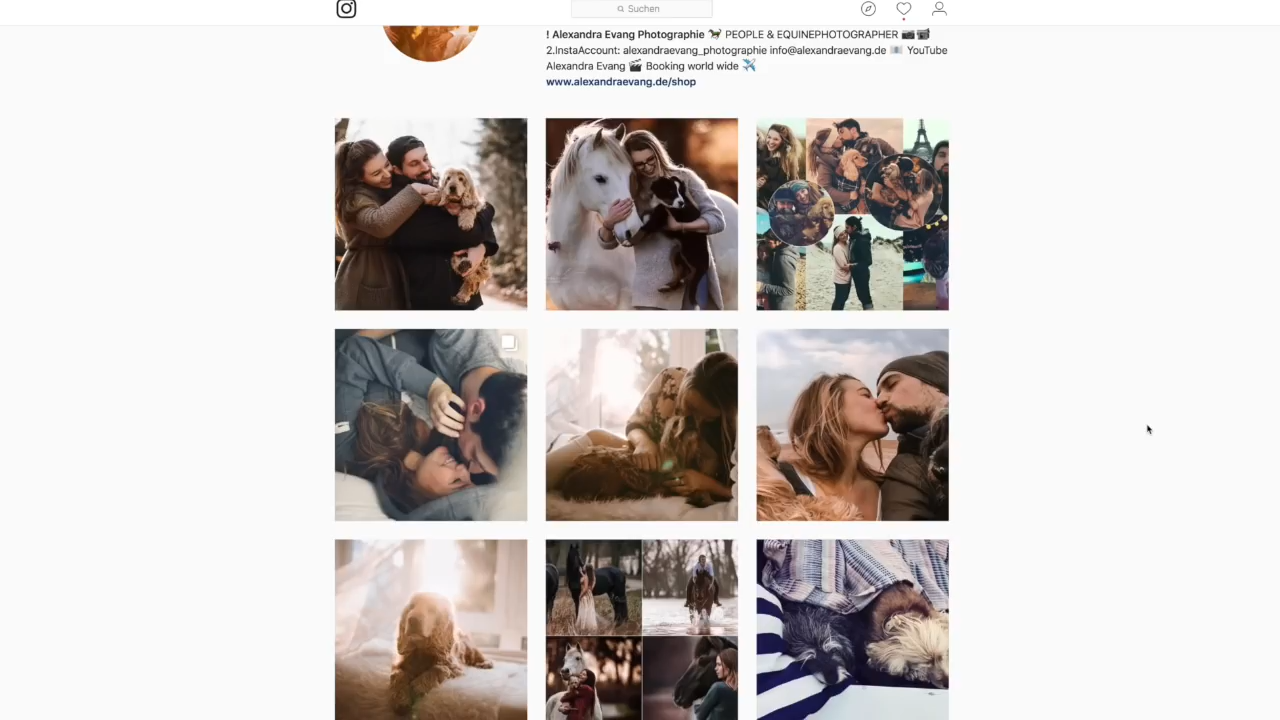 Suchen
! Alexandra Evang Photographie 🐎 PEOPLE & EQUINEPHOTOGRAPHER 📷📹
2.InstaAccount: alexandraevang_photographie info@alexandraevang.de 📧 YouTube
Alexandra Evang 🎬 Booking world wide ✈️
www.alexandraevang.de/shop